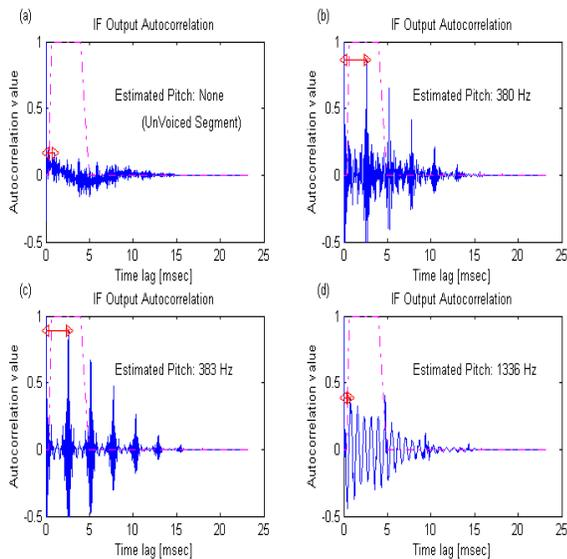 (a)
IF Output Autocorrelation
Autocorrelation value
1
0.5
0
-0.5
Estimated Pitch: None
(UnVoiced Segment)
0 5 10 15 20 25
Time lag [msec]
(b)
IF Output Autocorrelation
Autocorrelation value
1
0.5
0
-0.5
Estimated Pitch: 380 Hz
0 5 10 15 20 25
Time lag [msec]
(c)
IF Output Autocorrelation
Autocorrelation value
1
0.5
0
-0.5
Estimated Pitch: 383 Hz
0 5 10 15 20 25
Time lag [msec]
(d)
IF Output Autocorrelation
Autocorrelation value
1
0.5
0
-0.5
Estimated Pitch: 1336 Hz
0 5 10 15 20 25
Time lag [msec]